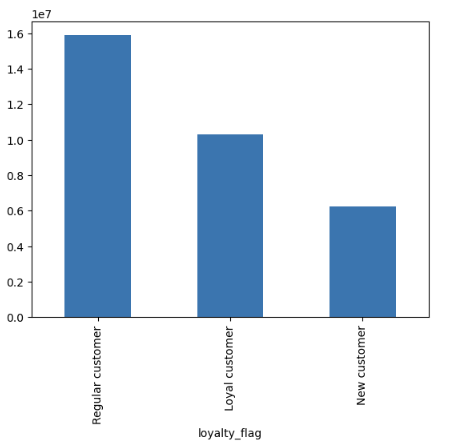 1e7
1.6
1.4
1.2
1.0
0.8
0.6
0.4
0.2
0.0
Regular customer
Loyal customer
New customer
loyalty_flag